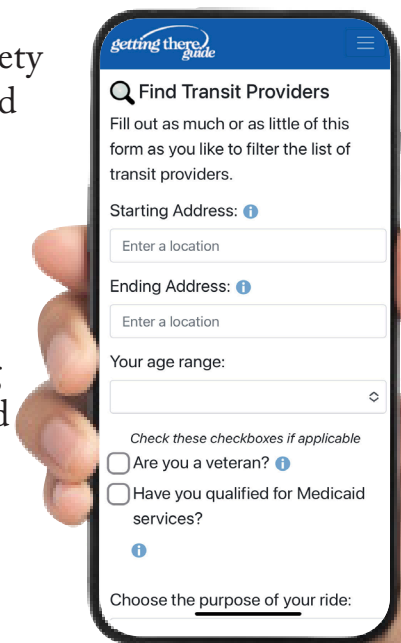 getting there
guide
Find Transit Providers
Fill out as much or as little of this
form as you like to filter the list of
transit providers.
Starting Address:
Enter a location
Ending Address:
Enter a location
Your age range:
Check these checkboxes if applicable
Are you a veteran?
Have you qualified for Medicaid
services?
Choose the purpose of your ride: